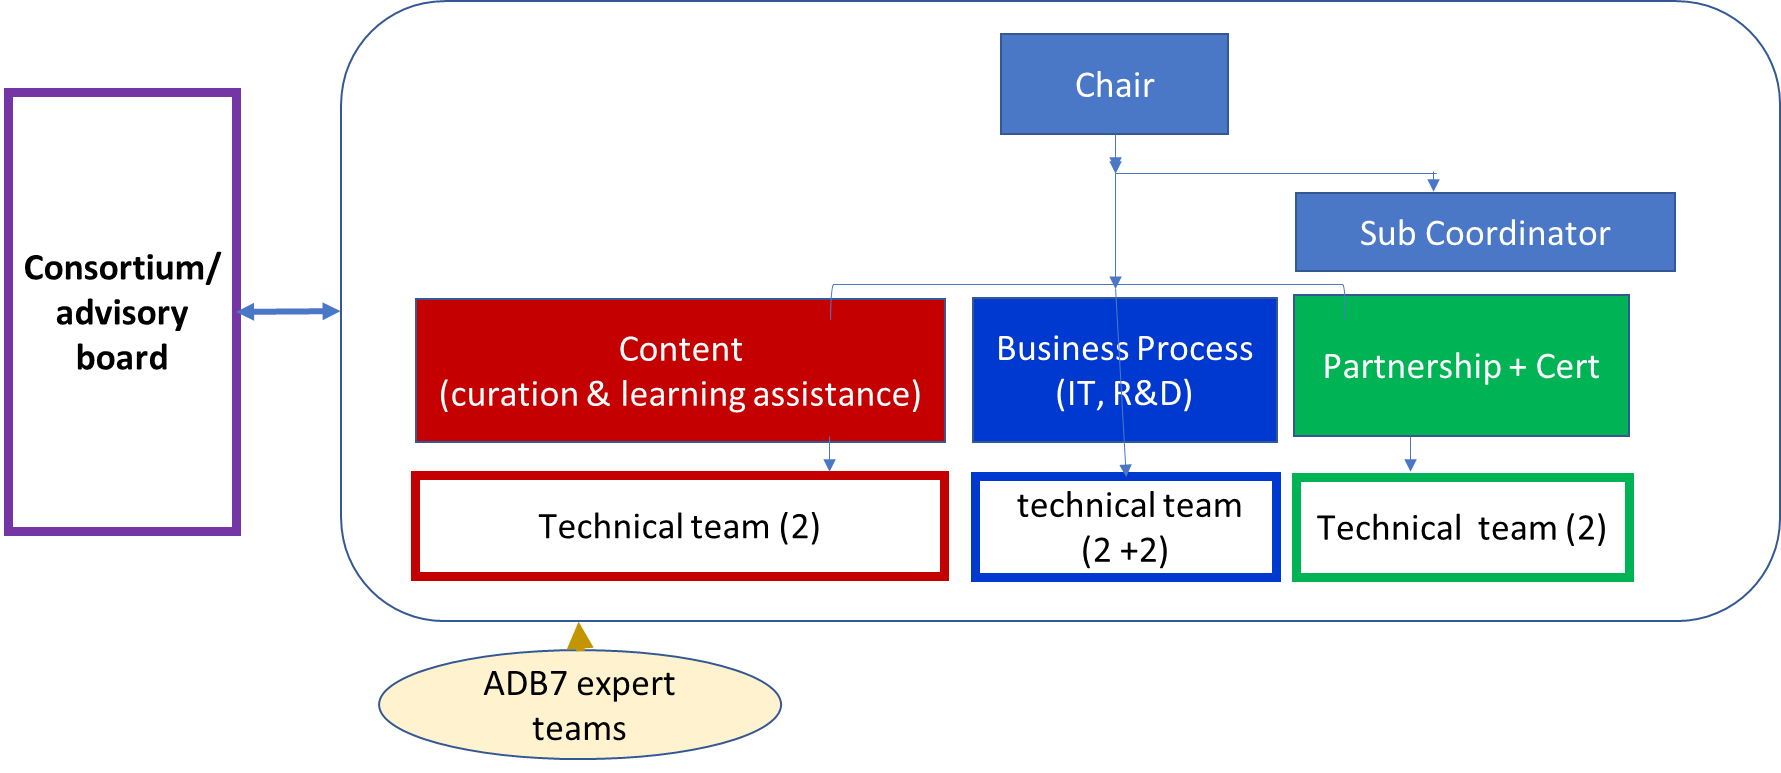 Chair
Sub Coordinator
Consortium/
advisory
board
Content
(curation & learning assistance)
Business Process
(IT, R&D)
Partnership + Cert
Technical team (2)
technical team
(2 +2)
Technical  team (2)
ADB7 expert
teams